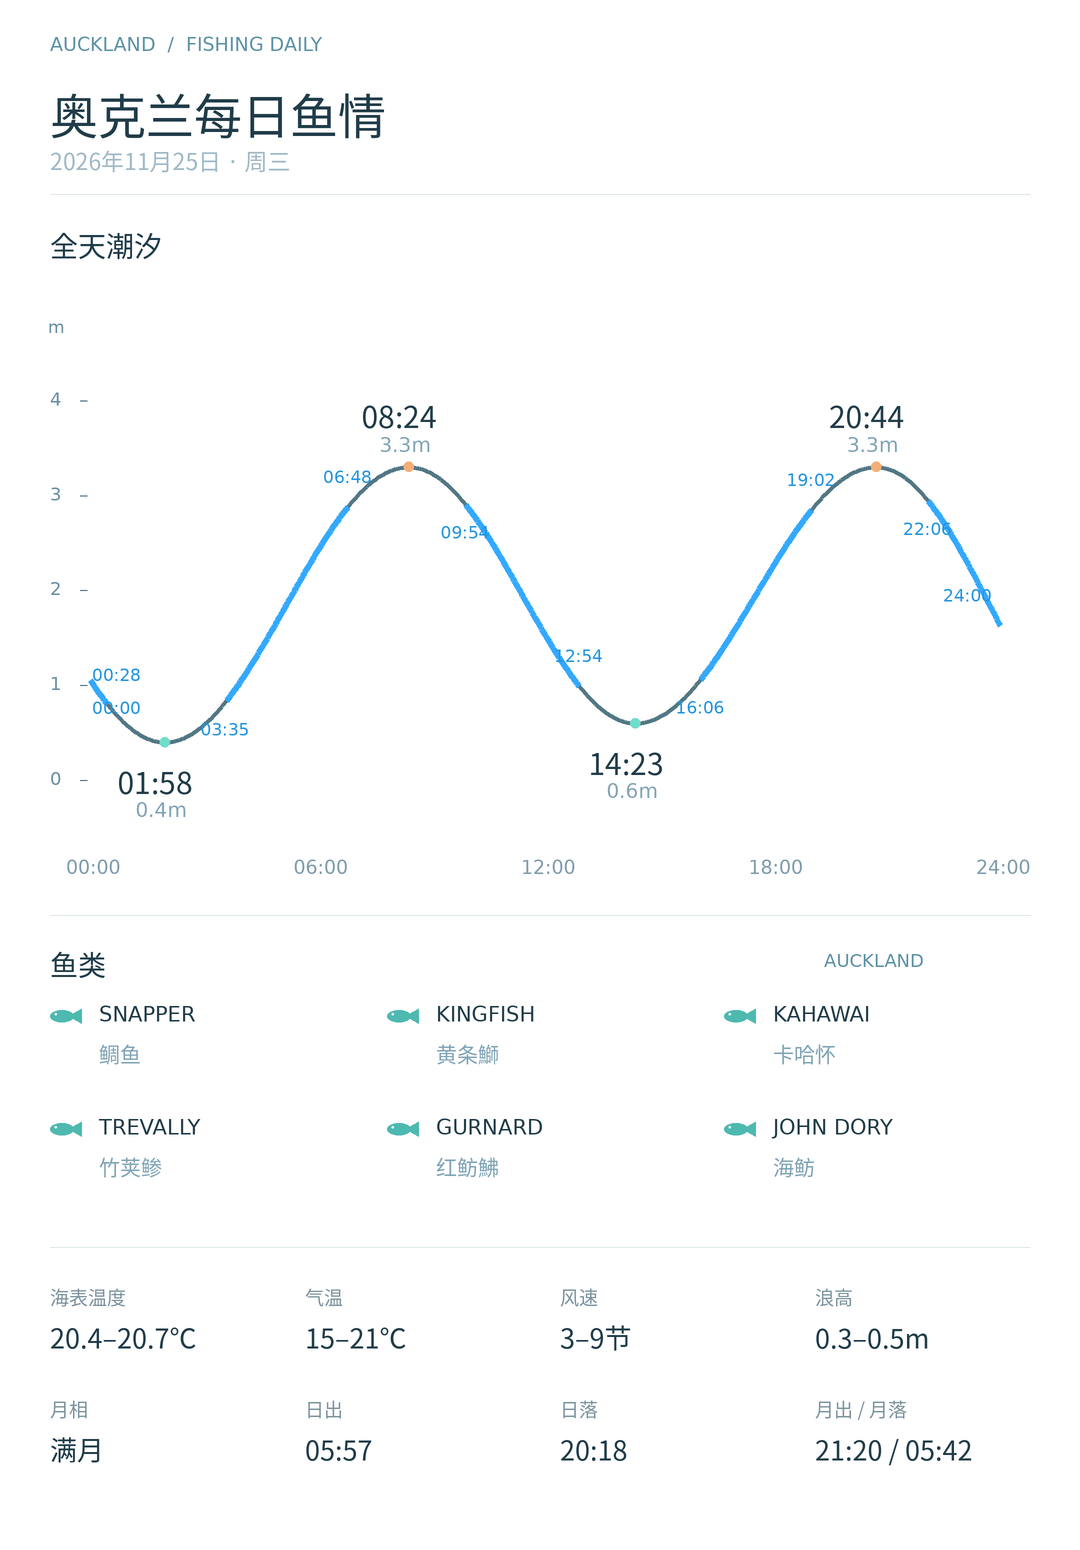 AUCKLAND / FISHING DAILY
奥克兰每日鱼情
2026年11月25日 · 周三
全天潮汐
m
4
08:24
20:44
3.3m
3.3m
06:48
19:02
3
09:54
22:06
2
24:00
12:54
00:28
1
00:00
16:06
03:35
14:23
0
01:58
0.6m
0.4m
00:00 06:00 12:00 18:00 24:00
鱼类
AUCKLAND
SNAPPER KINGFISH KAHAWAI
鲷鱼 黄条鰤 卡哈怀
TREVALLY GURNARD JOHN DORY
竹荚鲹 红鲂鮄 海鲂
海表温度 气温 风速 浪高
20.4–20.7°C 15–21°C 3–9节 0.3–0.5m
月相 日出 日落 月出 / 月落
满月 05:57 20:18 21:20 / 05:42